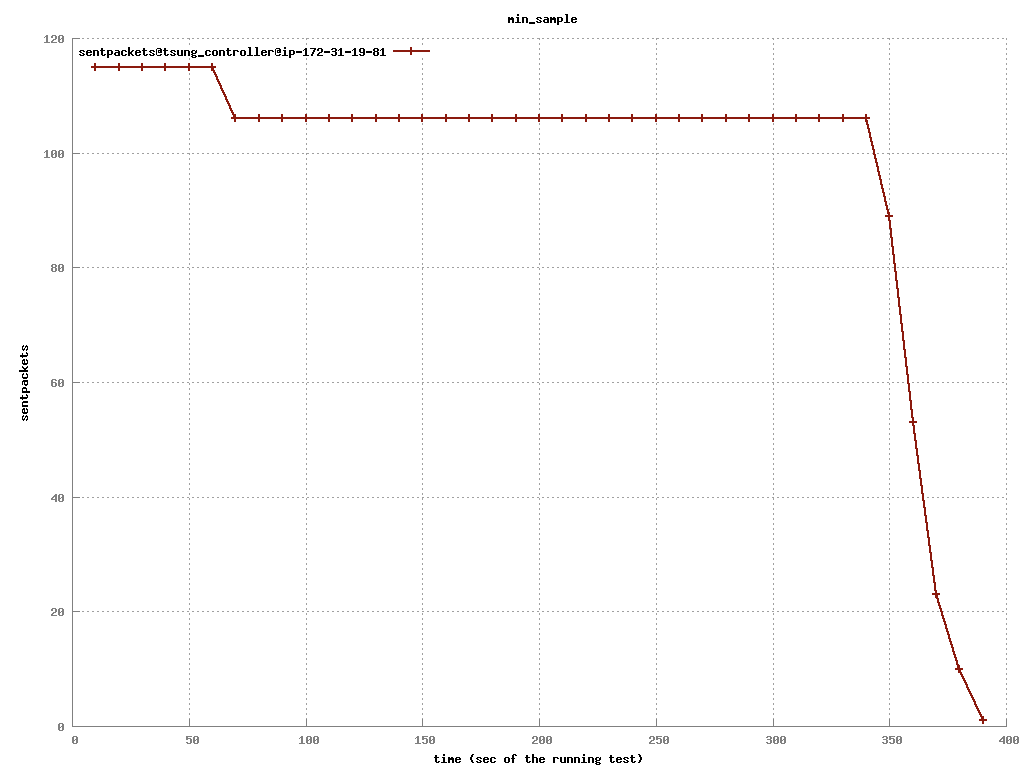 min_sample
120
sentpackets@tsung_controller@ip-172-31-19-81
100
80
60
sentpackets
40
20
0
0 50 100 150 200 250 300 350 400
time (sec of the running test)